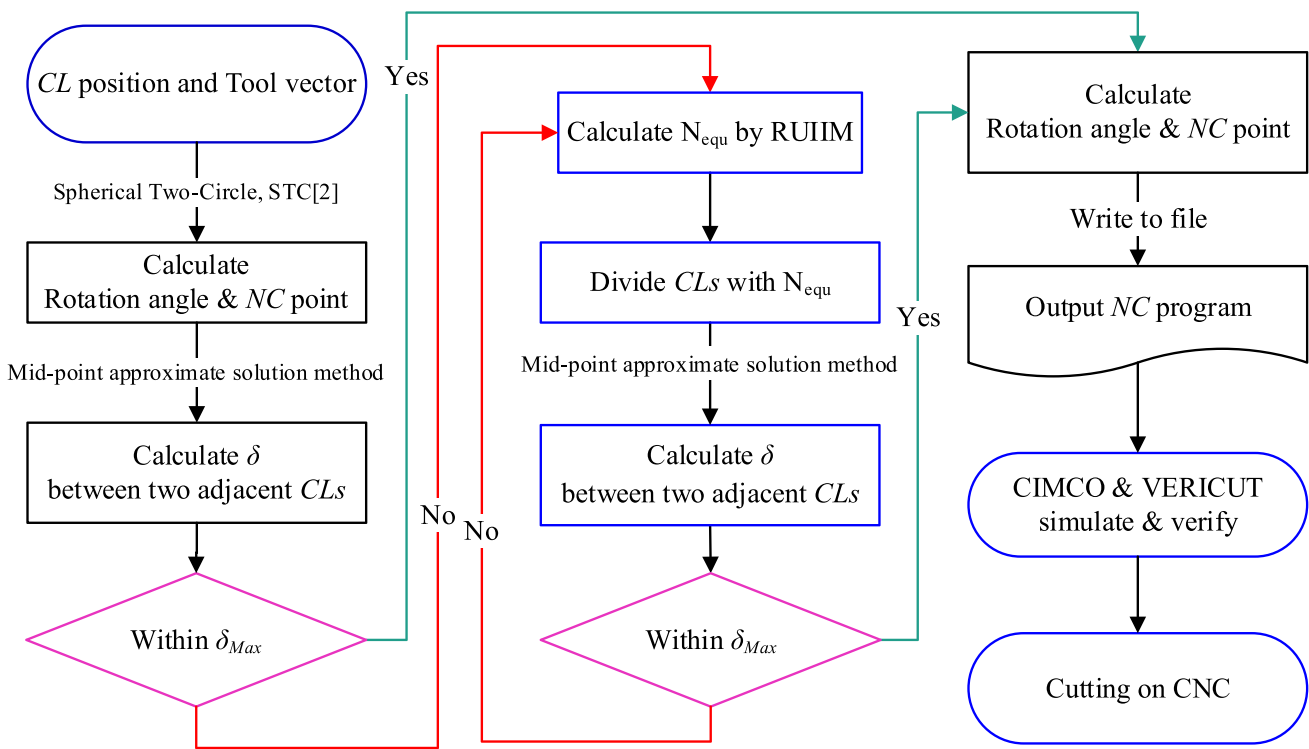 CL position and Tool vector
Spherical Two-Circle, STC[2]
Calculate
Rotation angle & NC point
Mid-point approximate solution method
Calculate δ
between two adjacent CLs
Within δMax
Yes
No
Calculate Nequ by RUIIM
Divide CLs with Nequ
Mid-point approximate solution method
Calculate δ
between two adjacent CLs
Within δMax
No
Yes
Calculate
Rotation angle & NC point
Write to file
Output NC program
CIMCO & VERICUT
simulate & verify
Cutting on CNC